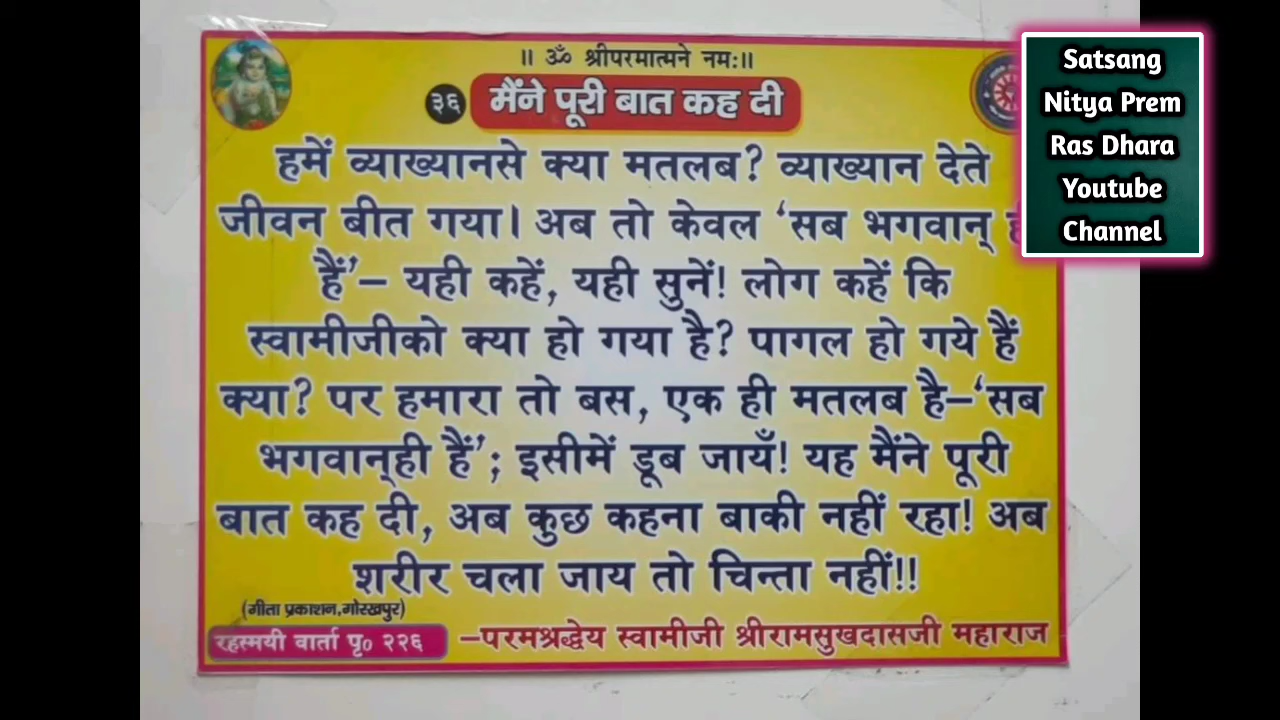 ॥ ॐ श्रीपरमात्मने नमः॥
३६ मैंने पूरी बात कह दी
हमें व्याख्यानसे क्या मतलब? व्याख्यान देते
जीवन बीत गया। अब तो केवल ‘सब भगवान्
हैं’– यही कहें, यही सुनें! लोग कहें कि
स्वामीजीको क्या हो गया है? पागल हो गये हैं
क्या? पर हमारा तो बस, एक ही मतलब है–‘सब
भगवान्‌ही हैं’; इसीमें डूब जायँ! यह मैंने पूरी
बात कह दी, अब कुछ कहना बाकी नहीं रहा! अब
शरीर चला जाय तो चिन्ता नहीं!!
(गीता प्रकाशन,गोरखपुर)
रहस्मयी वार्ता पृ० २२६
–परमश्रद्धेय स्वामीजी श्रीरामसुखदासजी महाराज
Satsang
Nitya Prem
Ras Dhara
Youtube
Channel